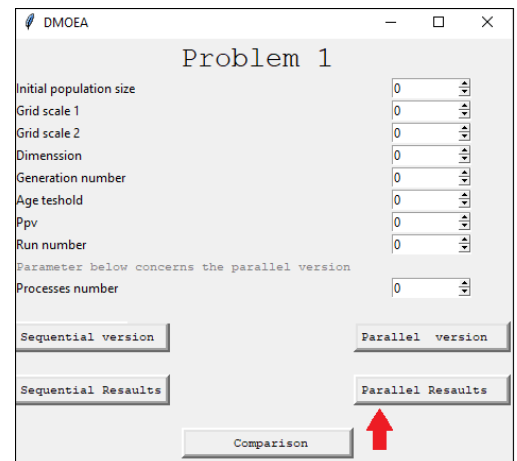 DMOEA
Problem 1
Initial population size 0
Grid scale 1 0
Grid scale 2 0
Dimenssion 0
Generation number 0
Age teshold 0
Ppv 0
Run number 0
Parameter below concerns the parallel version
Processes number 0
Sequential version Parallel version
Sequential Resaults Parallel Resaults
Comparison